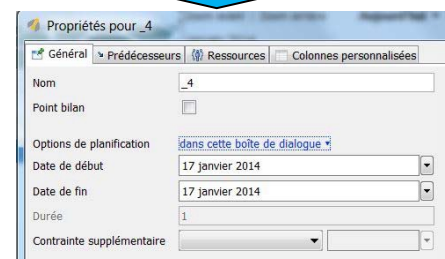 Propriétés pour _4
Général Prédécesseurs Ressources Colonnes personnalisées
Nom _4
Point bilan
Options de planification dans cette boîte de dialogue
Date de début 17 janvier 2014
Date de fin 17 janvier 2014
Durée 1
Contrainte supplémentaire